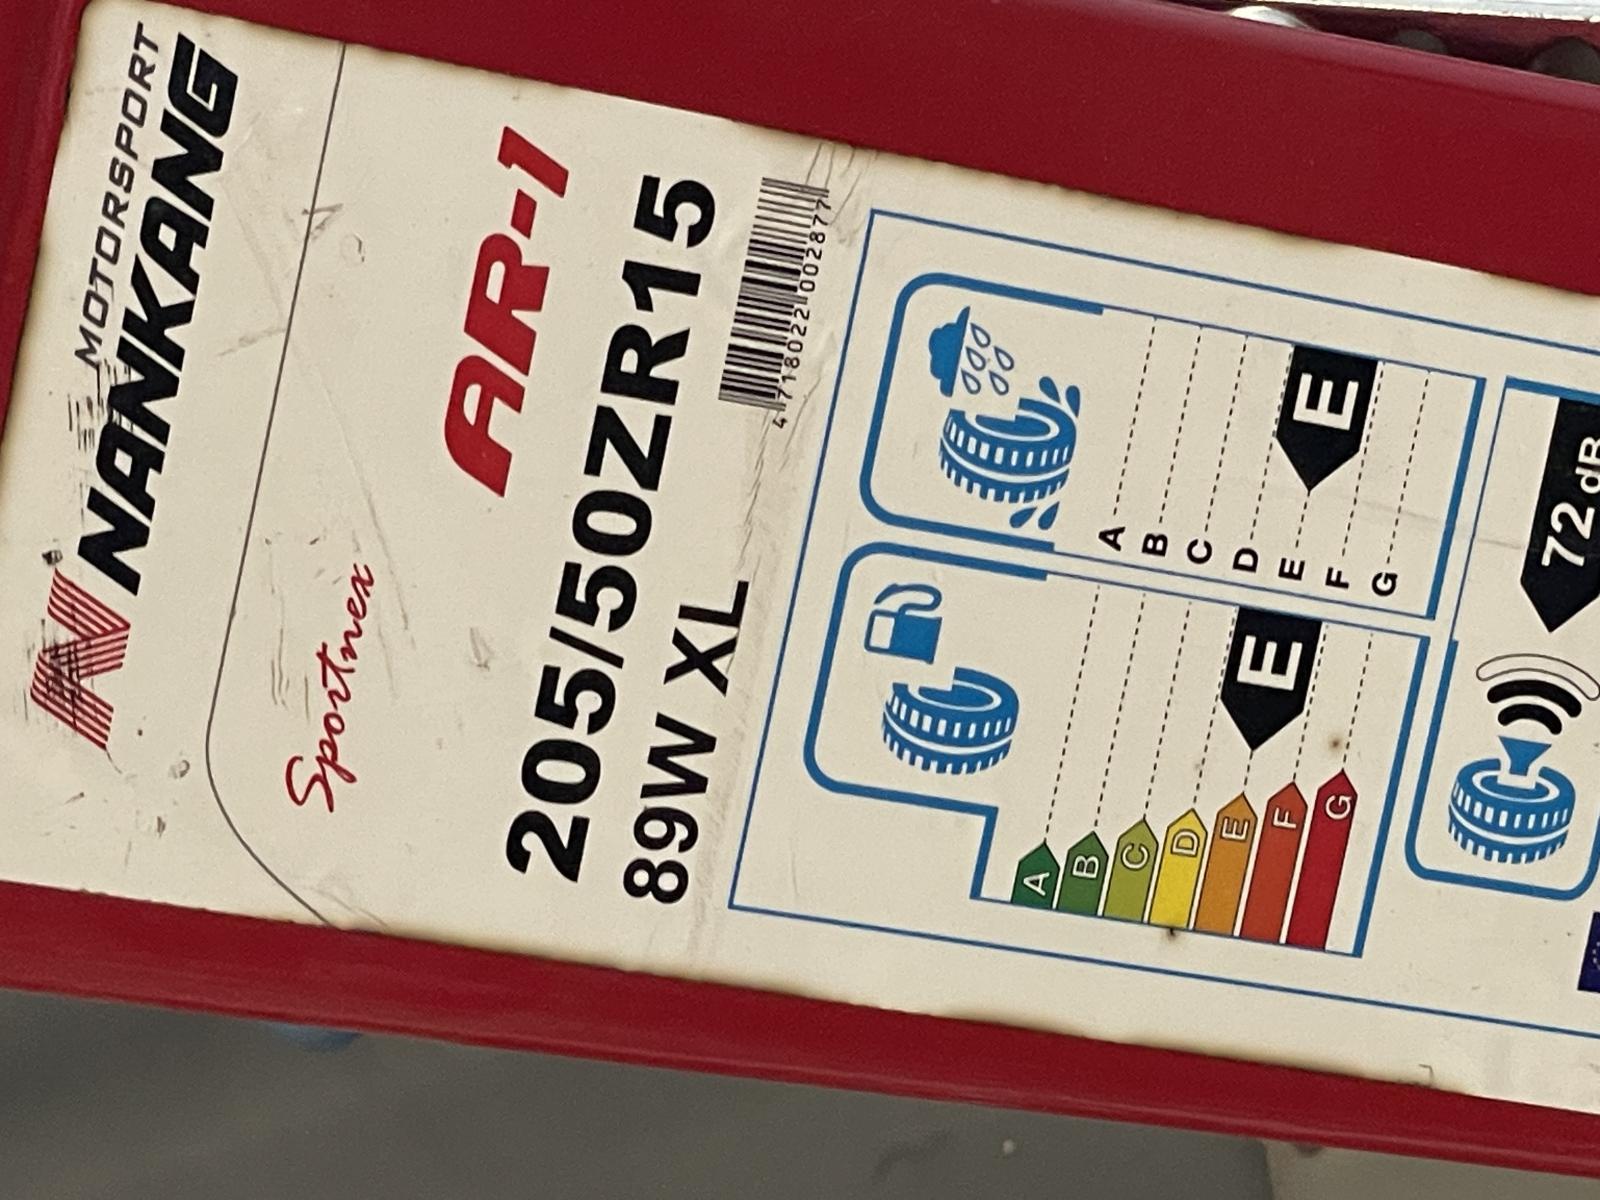 MOTORSPORT
NANKANG
Sportnex
AR-1
205/50ZR15
89W XL
4718022002877
A
B
C
D
E
F
G
E
A
B
C
D
E
F
G
E
72 dB